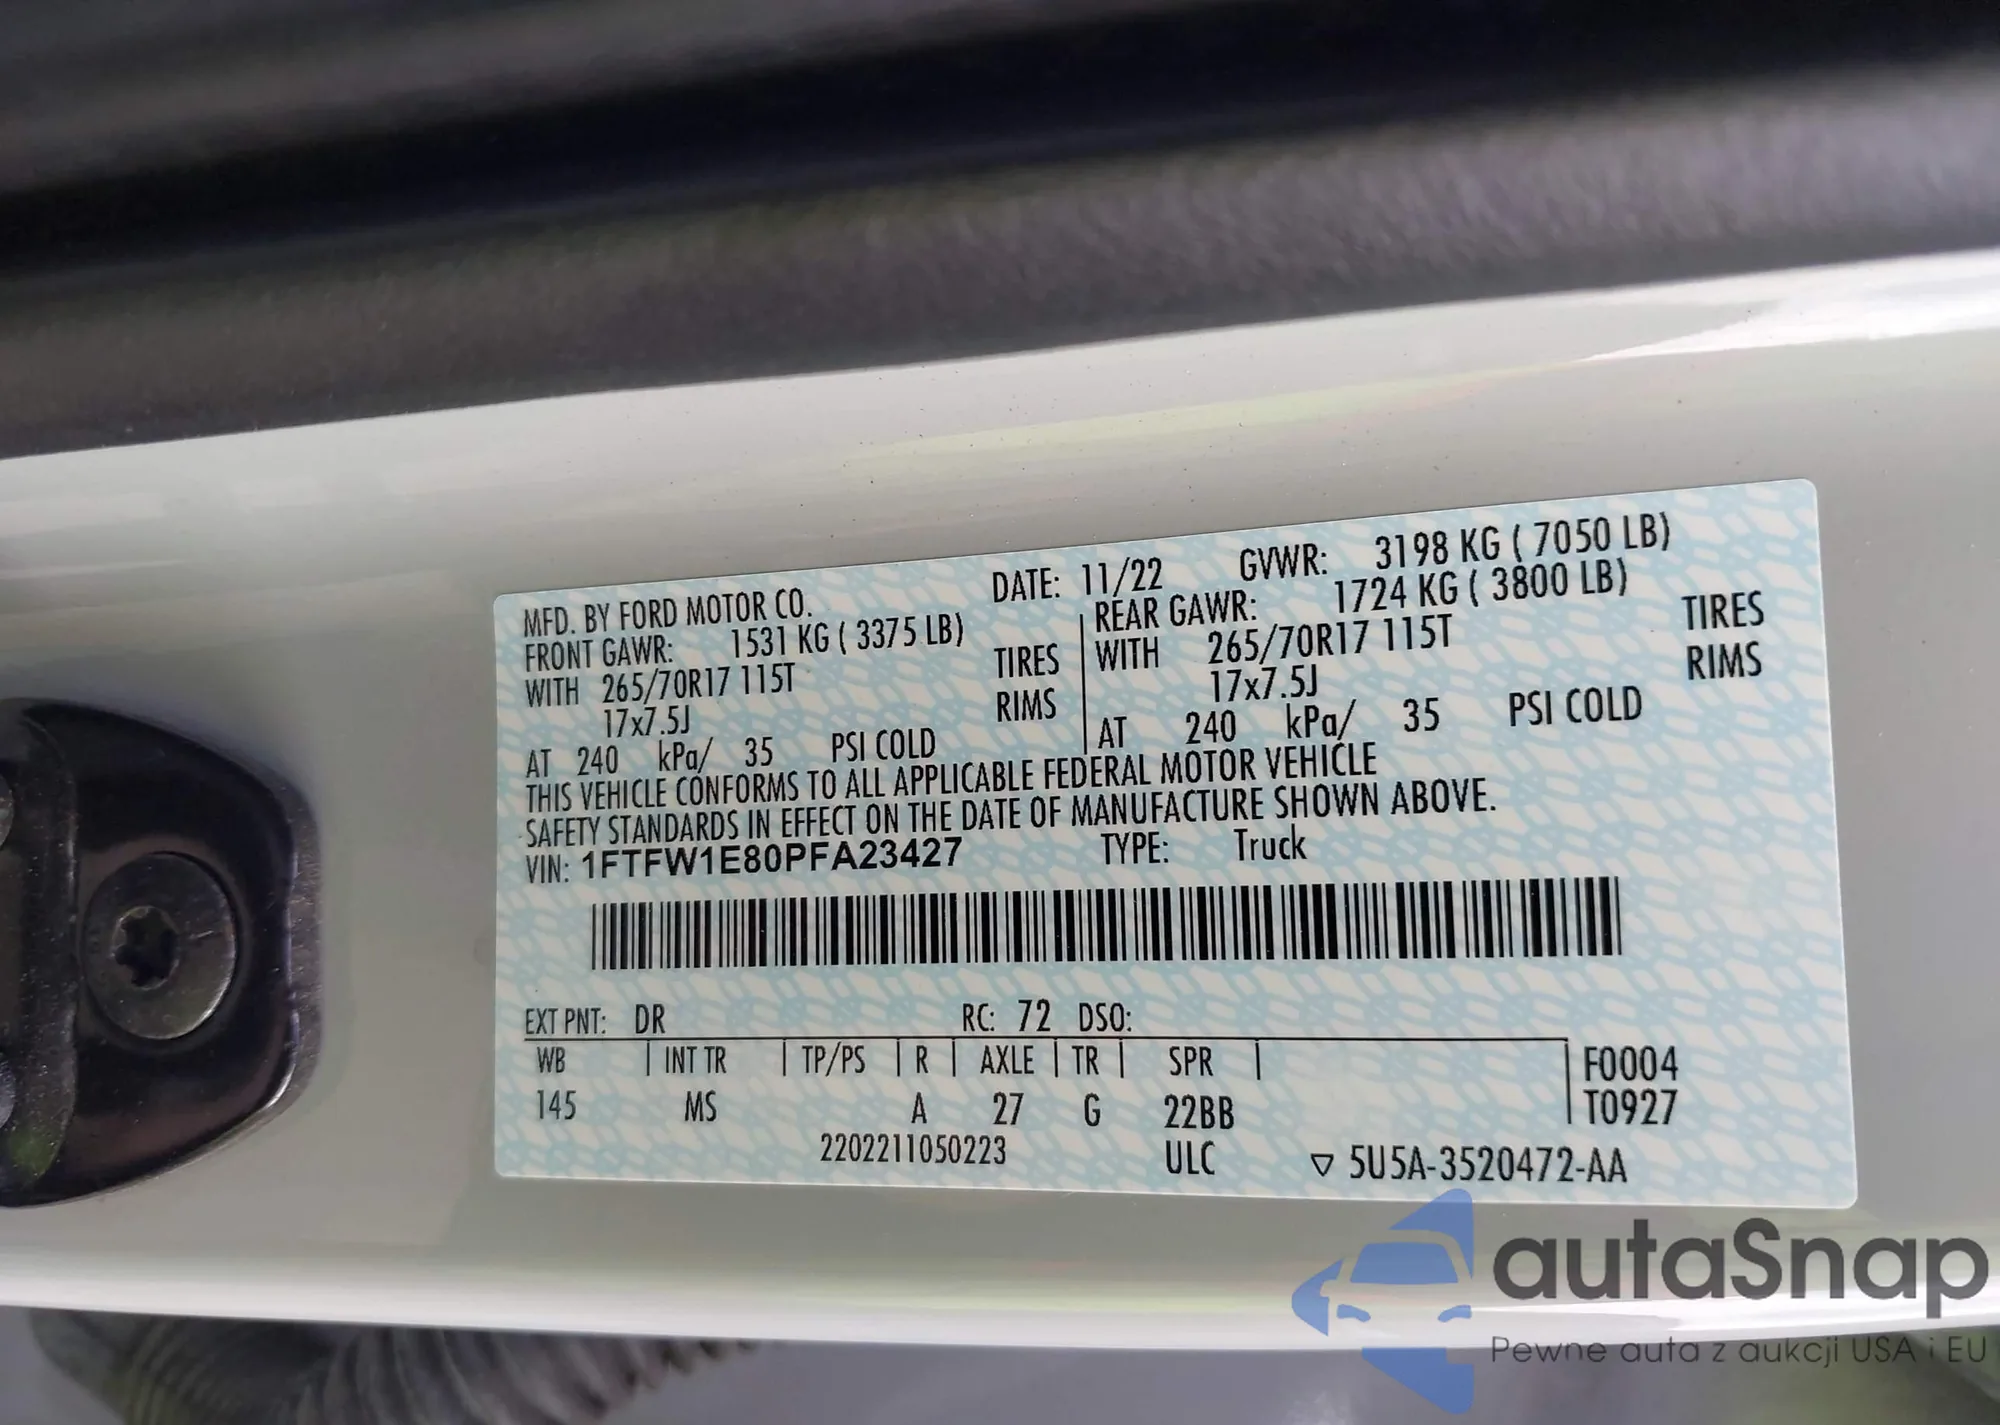 MFD. BY FORD MOTOR CO. DATE: 11/22 GVWR: 3198 KG ( 7050 LB)
FRONT GAWR: 1531 KG ( 3375 LB) REAR GAWR: 1724 KG ( 3800 LB)
WITH 265/70R17 115T TIRES WITH 265/70R17 115T TIRES
17x7.5J RIMS 17x7.5J RIMS
AT 240 kPa/ 35 PSI COLD AT 240 kPa/ 35 PSI COLD
THIS VEHICLE CONFORMS TO ALL APPLICABLE FEDERAL MOTOR VEHICLE
SAFETY STANDARDS IN EFFECT ON THE DATE OF MANUFACTURE SHOWN ABOVE.
VIN: 1FTFW1E80PFA23427 TYPE: Truck
EXT PNT: DR RC: 72 DSO:
WB INT TR TP/PS R AXLE TR SPR F0004
145 MS A 27 G 22BB T0927
2202211050223 ULC ▽ 5U5A-3520472-AA
autaSnap
Pewne auta z aukcji USA i EU